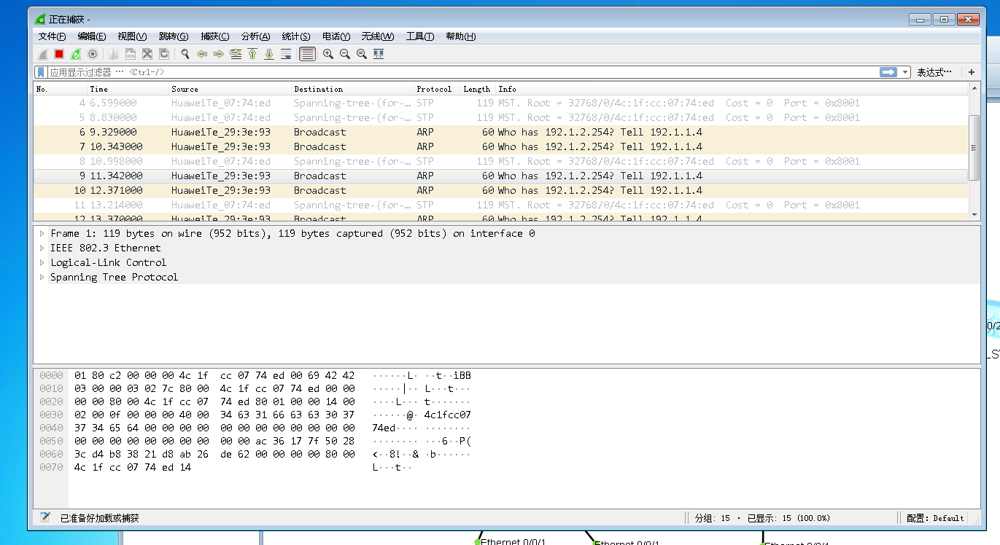 正在捕获 -
文件(F) 编辑(E) 视图(V) 跳转(G) 捕获(C) 分析(A) 统计(S) 电话(Y) 无线(W) 工具(T) 帮助(H)
应用显示过滤器 … <Ctrl-/> 表达式… +
No. Time Source Destination Protocol Length Info
4 6.599000 HuaweiTe_07:74:ed Spanning-tree-(for-… STP 119 MST. Root = 32768/0/4c:1f:cc:07:74:ed Cost = 0 Port = 0x8001
5 8.830000 HuaweiTe_07:74:ed Spanning-tree-(for-… STP 119 MST. Root = 32768/0/4c:1f:cc:07:74:ed Cost = 0 Port = 0x8001
6 9.329000 HuaweiTe_29:3e:93 Broadcast ARP 60 Who has 192.1.2.254? Tell 192.1.1.4
7 10.343000 HuaweiTe_29:3e:93 Broadcast ARP 60 Who has 192.1.2.254? Tell 192.1.1.4
8 10.998000 HuaweiTe_07:74:ed Spanning-tree-(for-… STP 119 MST. Root = 32768/0/4c:1f:cc:07:74:ed Cost = 0 Port = 0x8001
9 11.342000 HuaweiTe_29:3e:93 Broadcast ARP 60 Who has 192.1.2.254? Tell 192.1.1.4
10 12.371000 HuaweiTe_29:3e:93 Broadcast ARP 60 Who has 192.1.2.254? Tell 192.1.1.4
11 13.214000 HuaweiTe_07:74:ed Spanning-tree-(for-… STP 119 MST. Root = 32768/0/4c:1f:cc:07:74:ed Cost = 0 Port = 0x8001
12 13.370000 HuaweiTe_29:3e:93 Broadcast ARP 60 Who has 192.1.2.254? Tell 192.1.1.4
Frame 1: 119 bytes on wire (952 bits), 119 bytes captured (952 bits) on interface 0
IEEE 802.3 Ethernet
Logical-Link Control
Spanning Tree Protocol
0000 01 80 c2 00 00 00 4c 1f cc 07 74 ed 00 69 42 42 ······L· ··t··iBB
0010 03 00 00 03 02 7c 80 00 4c 1f cc 07 74 ed 00 00 ·····|·· L···t···
0020 00 00 80 00 4c 1f cc 07 74 ed 80 01 00 00 14 00 ····L··· t·······
0030 02 00 0f 00 00 00 40 00 34 63 31 66 63 63 30 37 ······@· 4c1fcc07
0040 37 34 65 64 00 00 00 00 00 00 00 00 00 00 00 00 74ed···· ········
0050 00 00 00 00 00 00 00 00 00 00 ac 36 17 7f 50 28 ········ ···6··P(
0060 3c d4 b8 38 21 d8 ab 26 de 62 00 00 00 00 80 00 <··8!··& ·b······
0070 4c 1f cc 07 74 ed 14 L···t··
已准备好加载或捕获 分组: 15 · 已显示: 15 (100.0%) 配置: Default
0/2
LS
Ethernet 0/0/1 Ethernet 0/0/1 Ethernet 0/0/1